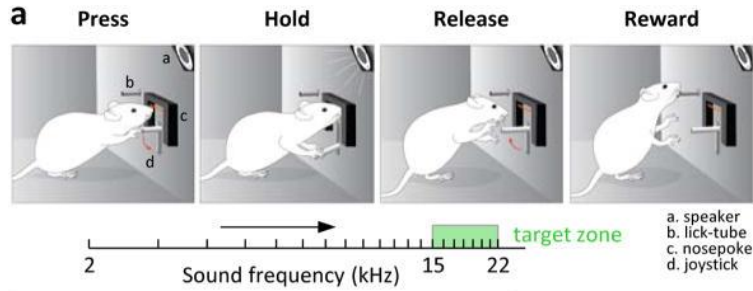 a
Press Hold Release Reward
a
b
c
d
target zone
2 15 22
Sound frequency (kHz)
a. speaker
b. lick-tube
c. nosepoke
d. joystick